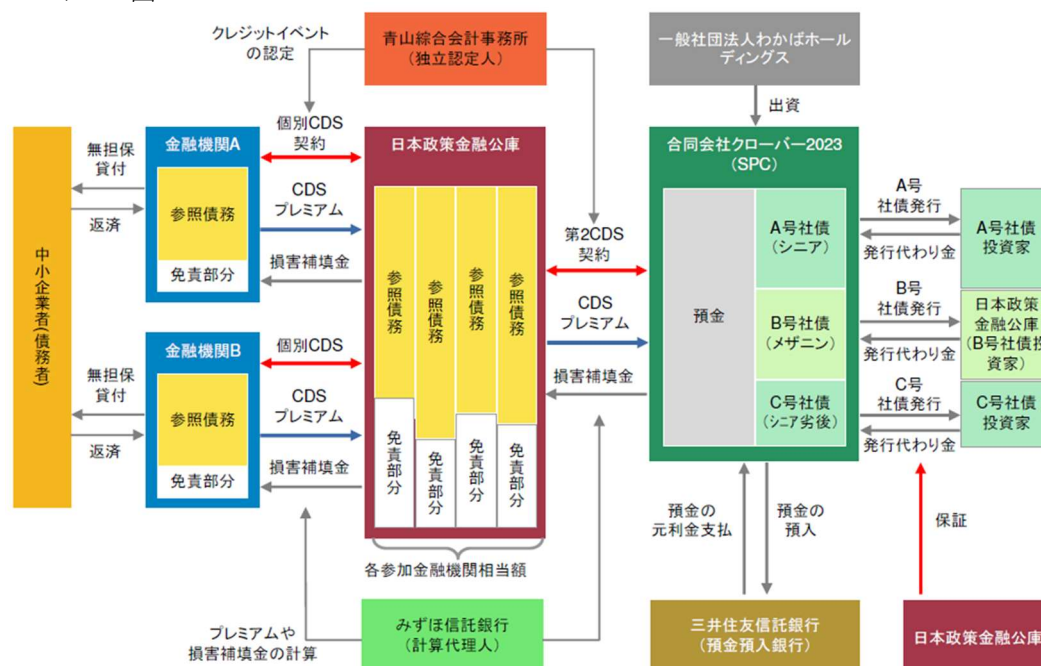 クレジットイベント
の認定
青山綜合会計事務所
(独立認定人)
一般社団法人わかばホール
ディングス
出資
中小企業者(債務者)
無担保
貸付
返済
金融機関A
参照債務
免責部分
個別CDS
契約
CDS
プレミアム
損害補填金
無担保
貸付
返済
金融機関B
参照債務
免責部分
個別CDS
CDS
プレミアム
損害補填金
日本政策金融公庫
参照債務
参照債務
参照債務
参照債務
免責部分
免責部分
免責部分
免責部分
各参加金融機関相当額
第2CDS
契約
CDS
プレミアム
損害補填金
合同会社クローバー2023
(SPC)
預金
A号社債
(シニア)
B号社債
(メザニン)
C号社債
(シニア劣後)
A号
社債発行
発行代わり金
A号社債
投資家
B号
社債発行
発行代わり金
日本政策
金融公庫
(B号社債投
資家)
C号
社債発行
発行代わり金
C号社債
投資家
預金の
元利金支払
預金の
預入
保証
プレミアムや
損害補填金の計算
みずほ信託銀行
(計算代理人)
三井住友信託銀行
(預金預入銀行)
日本政策金融公庫